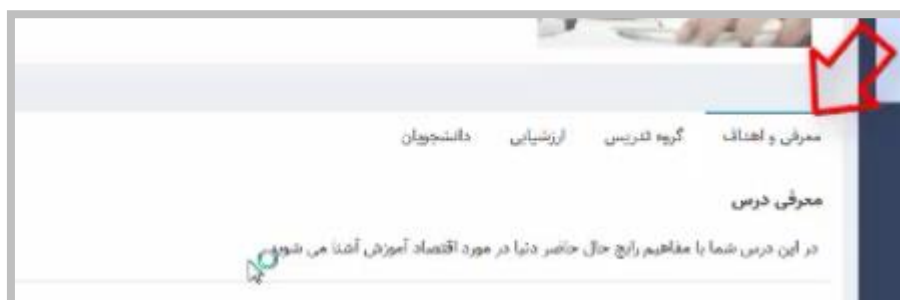 معرفی و اهداف گروه تدریس ارزشیابی دانشجویان
معرفی درس
در این درس شما با مفاهیم رایج حال حاضر دنیا در مورد اقتصاد آموزش آشنا می شوید.